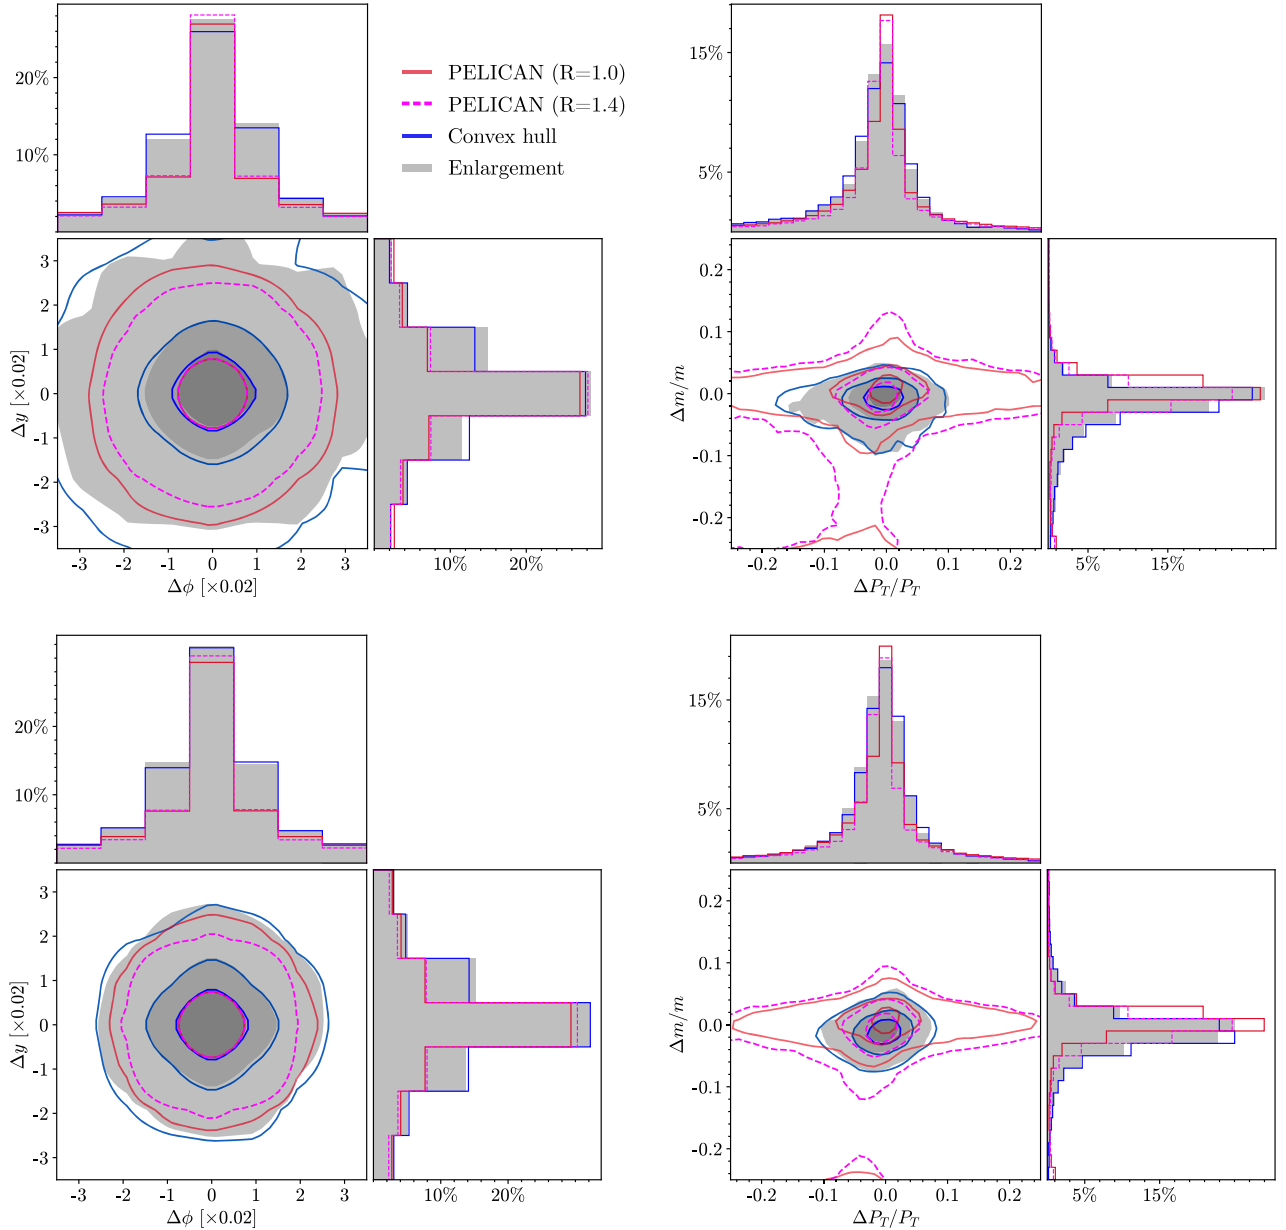 20%
10%
PELICAN (R=1.0)
PELICAN (R=1.4)
Convex hull
Enlargement
15%
5%
3
2
1
0
-1
-2
-3
Δy [×0.02]
-3 -2 -1 0 1 2 3
Δϕ [×0.02]
10% 20%
0.2
0.1
0.0
-0.1
-0.2
Δm/m
-0.2 -0.1 0.0 0.1 0.2
ΔP_T/P_T
5% 15%
20%
10%
15%
5%
3
2
1
0
-1
-2
-3
Δy [×0.02]
-3 -2 -1 0 1 2 3
Δϕ [×0.02]
10% 20%
0.2
0.1
0.0
-0.1
-0.2
Δm/m
-0.2 -0.1 0.0 0.1 0.2
ΔP_T/P_T
5% 15%